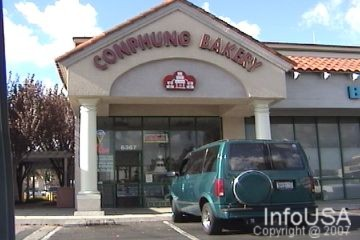 CONPHUNG BAKERY
6367
InfoUSA
Copyright @ 2007